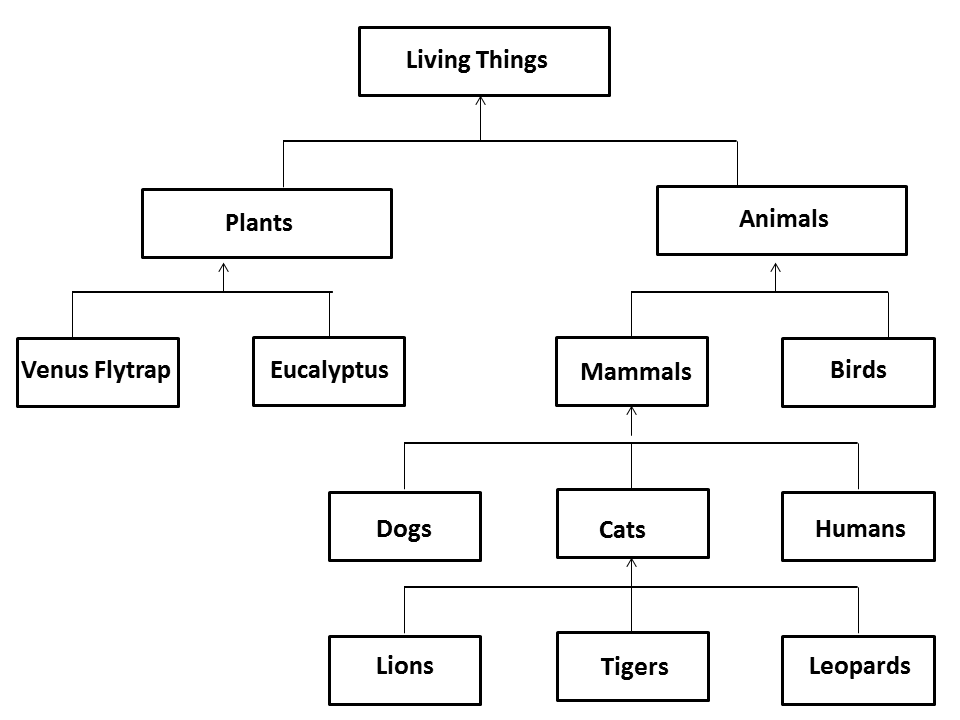 Living Things
Plants
Animals
Venus Flytrap
Eucalyptus
Mammals
Birds
Dogs
Cats
Humans
Lions
Tigers
Leopards